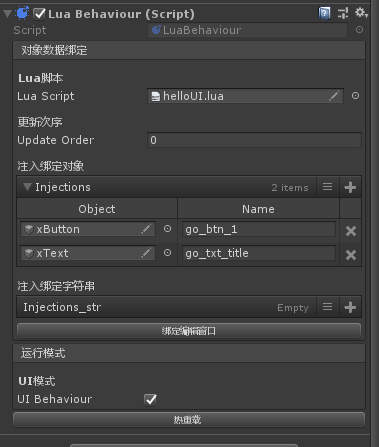 Lua Behaviour (Script)
Script LuaBehaviour
对象数据绑定
Lua脚本
Lua Script helloUI.lua
更新次序
Update Order 0
注入绑定对象
Injections 2 items
Object Name
xButton go_btn_1
xText go_txt_title
注入绑定字符串
Injections_str Empty
绑定编辑窗口
运行模式
UI模式
UI Behaviour
热重载